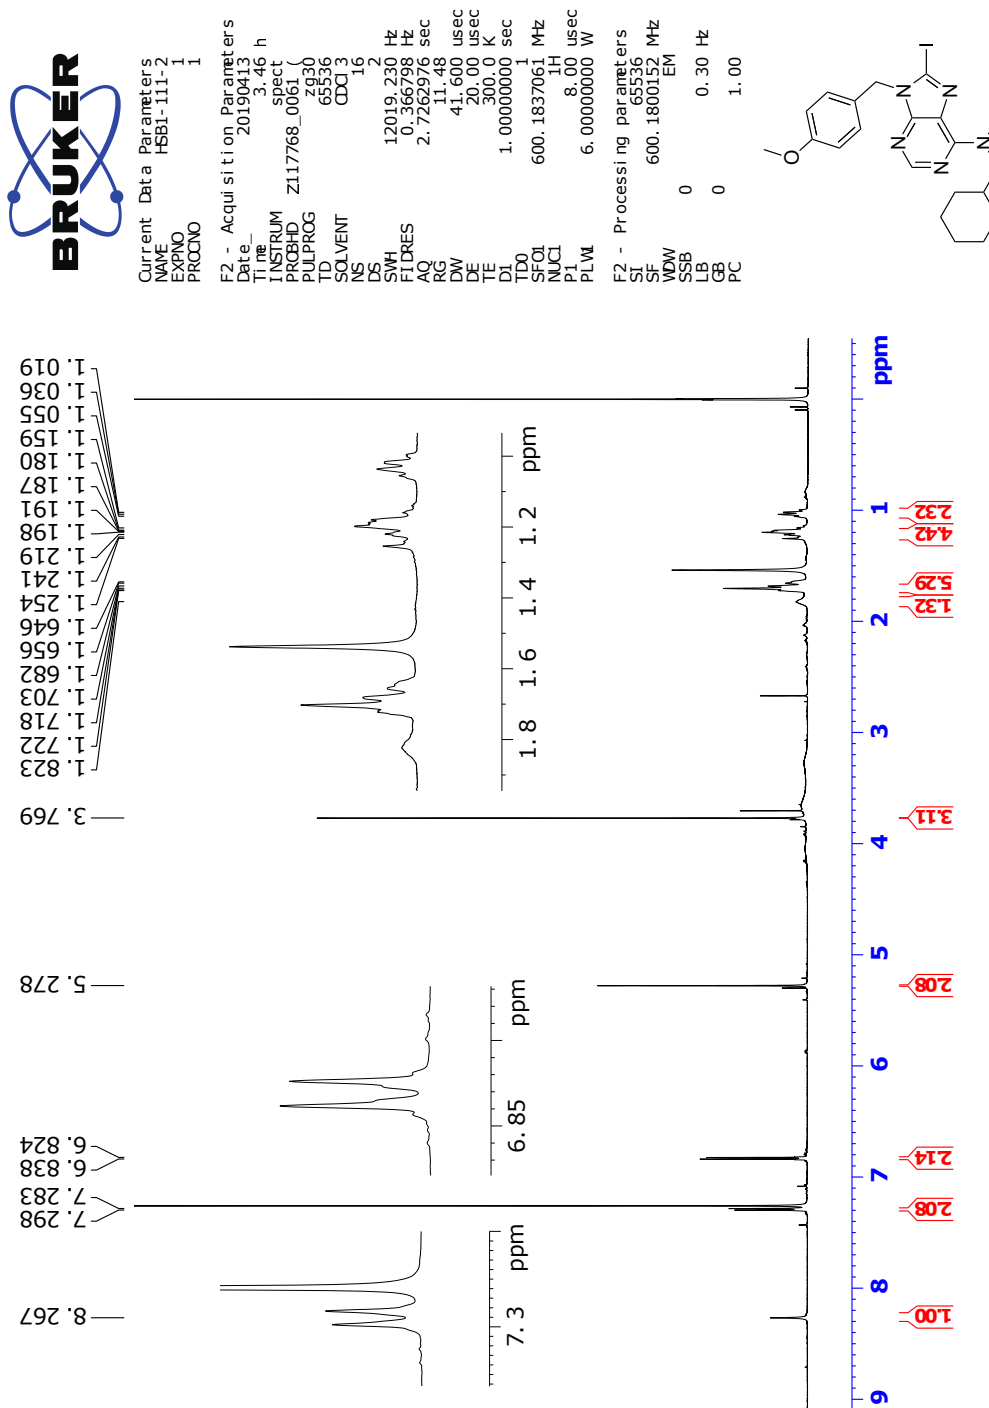 BRUKER
Current Data Parameters
NAME HSB1-111-2
EXPNO 1
PROCNO 1
F2 - Acquisition Parameters
Date_ 20190413
Time 3.46 h
INSTRUM spect
PROBHD Z117768_0061 (
PULPROG zg30
TD 65536
SOLVENT CDCl3
NS 16
DS 2
SWH 12019.230 Hz
FIDRES 0.366798 Hz
AQ 2.7262976 sec
RG 11.48
DW 41.600 usec
DE 20.00 usec
TE 300.0 K
D1 1.00000000 sec
TD0 1
SFO1 600.1837061 MHz
NUC1 1H
P1 8.00 usec
PLW1 6.00000000 W
F2 - Processing parameters
SI 65536
SF 600.1800152 MHz
WDW EM
SSB 0
LB 0.30 Hz
GB 0
PC 1.00
O
N
N
N
N
I
N
8.267
7.298
7.283
6.838
6.824
5.278
3.769
1.823
1.722
1.718
1.703
1.682
1.656
1.646
1.254
1.241
1.219
1.198
1.191
1.187
1.180
1.159
1.055
1.036
1.019
7.3 ppm
6.85 ppm
1.8 1.6 1.4 1.2 ppm
9 8 7 6 5 4 3 2 1 ppm
1.00
2.08
2.14
2.08
3.11
1.32
5.29
4.42
2.32